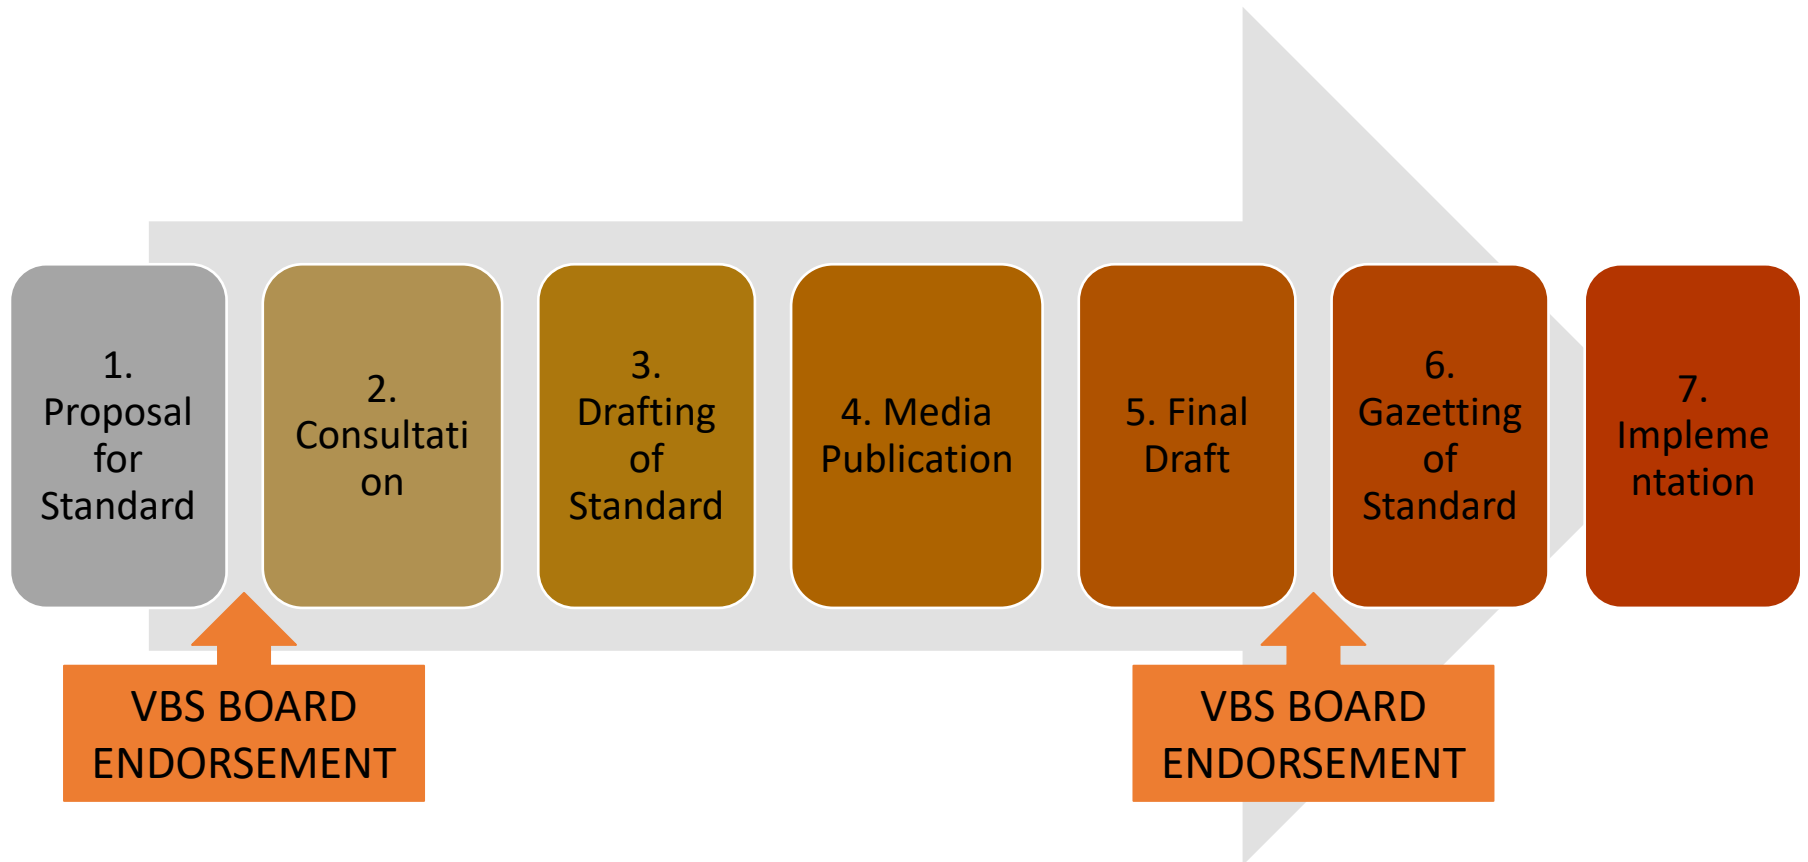 1.
Proposal
for
Standard
2.
Consultati
on
3.
Drafting
of
Standard
4. Media
Publication
5. Final
Draft
6.
Gazetting
of
Standard
7.
Impleme
ntation
VBS BOARD
ENDORSEMENT
VBS BOARD
ENDORSEMENT